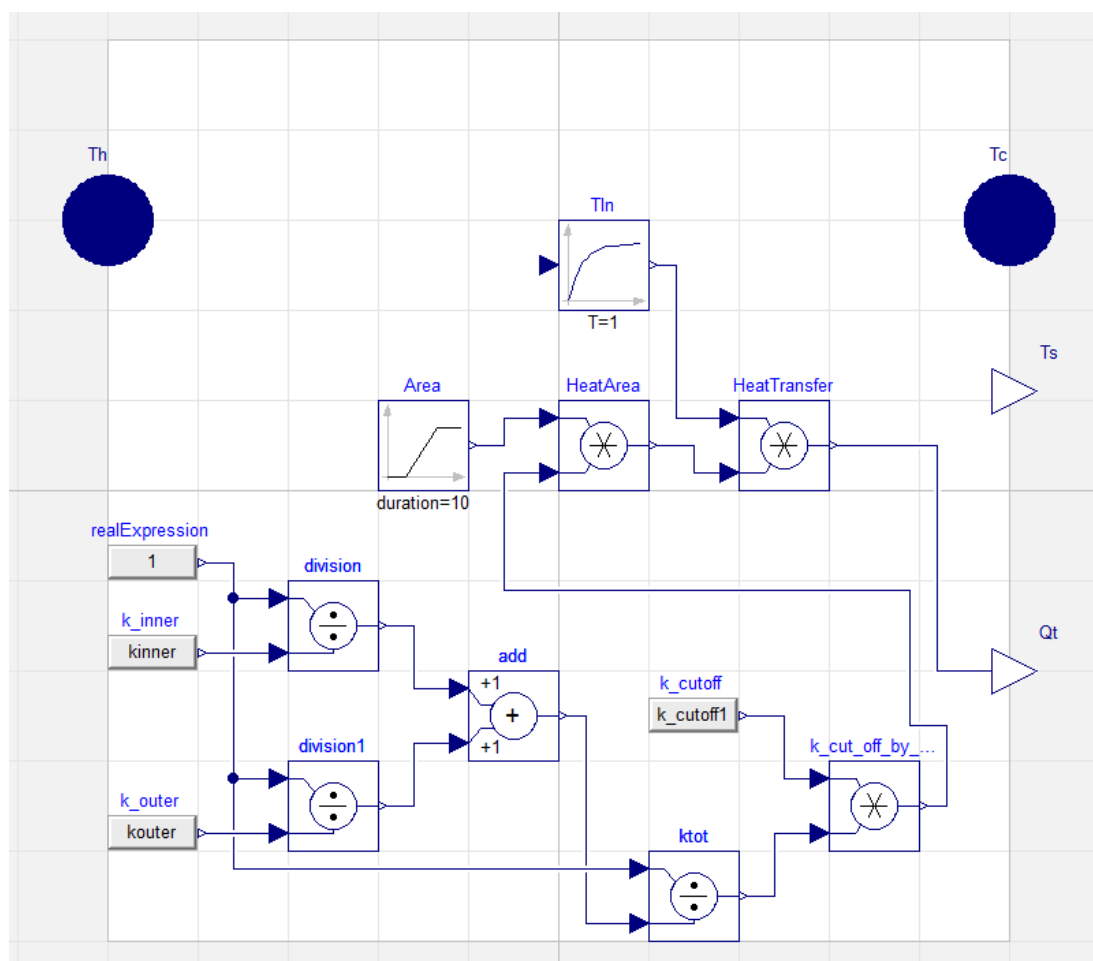 Th
Tc
TIn
T=1
Ts
Area
HeatArea
HeatTransfer
duration=10
realExpression
1
division
k_inner
kinner
Qt
add
+1
+
+1
k_cutoff
k_cutoff1
division1
k_cut_off_by_...
k_outer
kouter
ktot